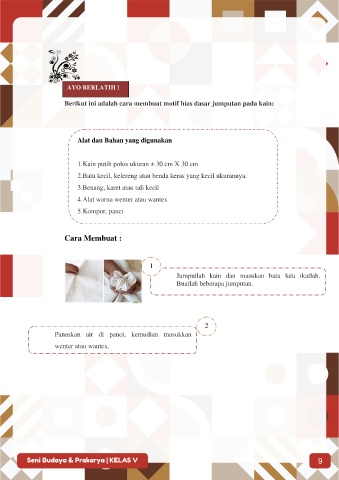 AYO BERLATIH !
Berikut ini adalah cara membuat motif hias dasar jumputan pada kain:
Alat dan Bahan yang digunakan
1.Kain putih polos ukuran ± 30 cm X 30 cm
2.Batu kecil, kelereng atau benda keras yang kecil ukurannya.
3.Benang, karet atau tali kecil
4.Alat warna wenter atau wantex
5.Kompor, panci
Cara Membuat :
1
Jumputlah kain dan masukan batu lalu ikatlah.
Buatlah beberapa jumputan.
2
Panaskan air di panci, kemudian masukkan
wenter atau wantex.
Seni Budaya & Prakarya | KELAS V
9